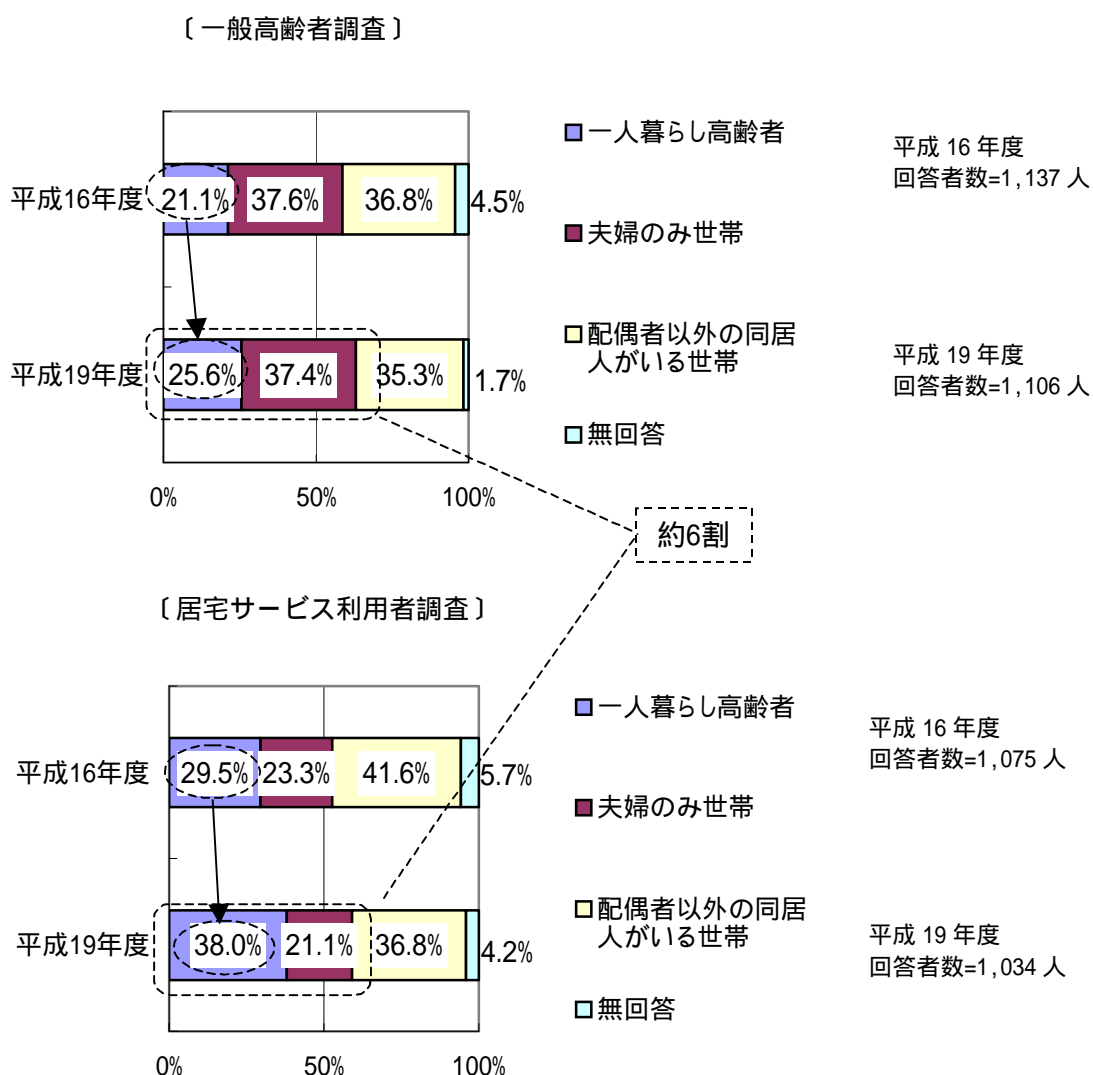 〔一般高齢者調査〕
一人暮らし高齢者
平成 16 年度
回答者数=1,137 人
平成16年度
21.1%
37.6%
36.8%
4.5%
夫婦のみ世帯
配偶者以外の同居
人がいる世帯
平成 19 年度
回答者数=1,106 人
平成19年度
25.6%
37.4%
35.3%
1.7%
無回答
0%
50%
100%
約6割
〔居宅サービス利用者調査〕
一人暮らし高齢者
平成 16 年度
回答者数=1,075 人
平成16年度
29.5%
23.3%
41.6%
5.7%
夫婦のみ世帯
配偶者以外の同居
人がいる世帯
平成 19 年度
回答者数=1,034 人
平成19年度
38.0%
21.1%
36.8%
4.2%
無回答
0%
50%
100%